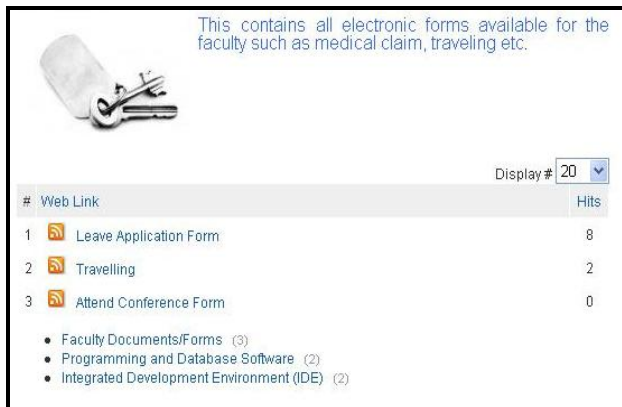 This contains all electronic forms available for the
faculty such as medical claim, traveling etc.
Display # 20
# Web Link Hits
1 Leave Application Form 8
2 Travelling 2
3 Attend Conference Form 0
• Faculty Documents/Forms (3)
• Programming and Database Software (2)
• Integrated Development Environment (IDE) (2)